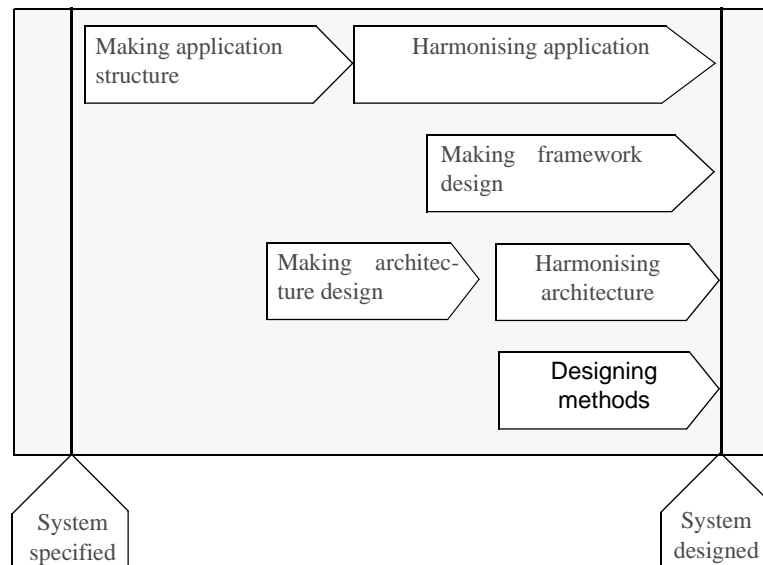 Making application
structure
Harmonising application
Making framework
design
Making architec-
ture design
Harmonising
architecture
Designing
methods
System
specified
System
designed